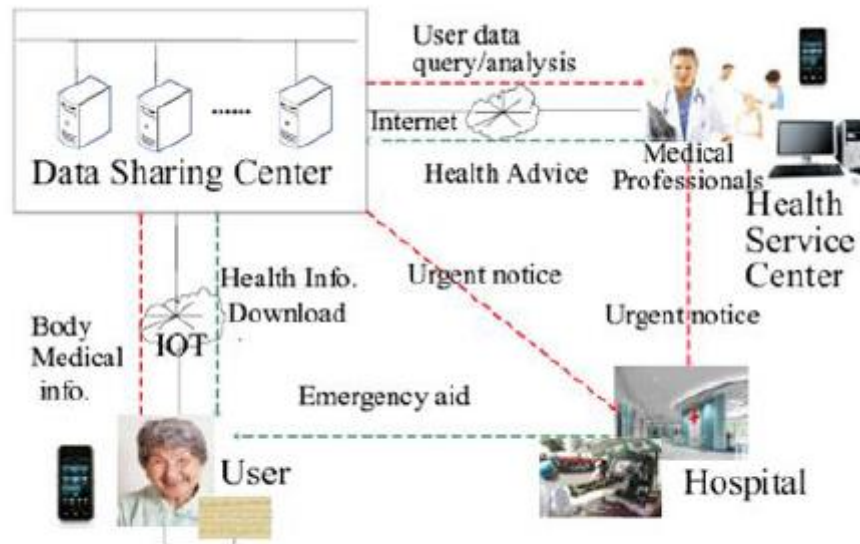 User data
query/analysis
Internet
Data Sharing Center
Health Advice
Medical
Professionals
Health
Service
Center
Health Info.
Download
Urgent notice
Urgent notice
Body
Medical
info.
IOT
Emergency aid
User
Hospital